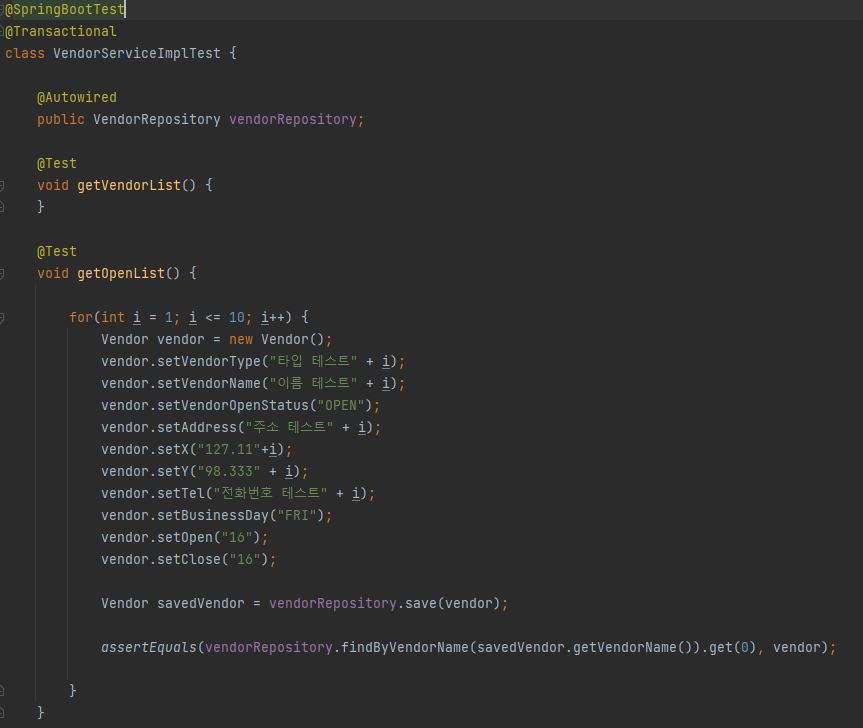 @SpringBootTest
@Transactional
class VendorServiceImplTest {
@Autowired
public VendorRepository vendorRepository;
@Test
void getVendorList() {
}
@Test
void getOpenList() {
for(int i = 1; i <= 10; i++) {
Vendor vendor = new Vendor();
vendor.setVendorType("타입 테스트" + i);
vendor.setVendorName("이름 테스트" + i);
vendor.setVendorOpenStatus("OPEN");
vendor.setAddress("주소 테스트" + i);
vendor.setX("127.11"+i);
vendor.setY("98.333" + i);
vendor.setTel("전화번호 테스트" + i);
vendor.setBusinessDay("FRI");
vendor.setOpen("16");
vendor.setClose("16");
Vendor savedVendor = vendorRepository.save(vendor);
assertEquals(vendorRepository.findByVendorName(savedVendor.getVendorName()).get(0), vendor);
}
}